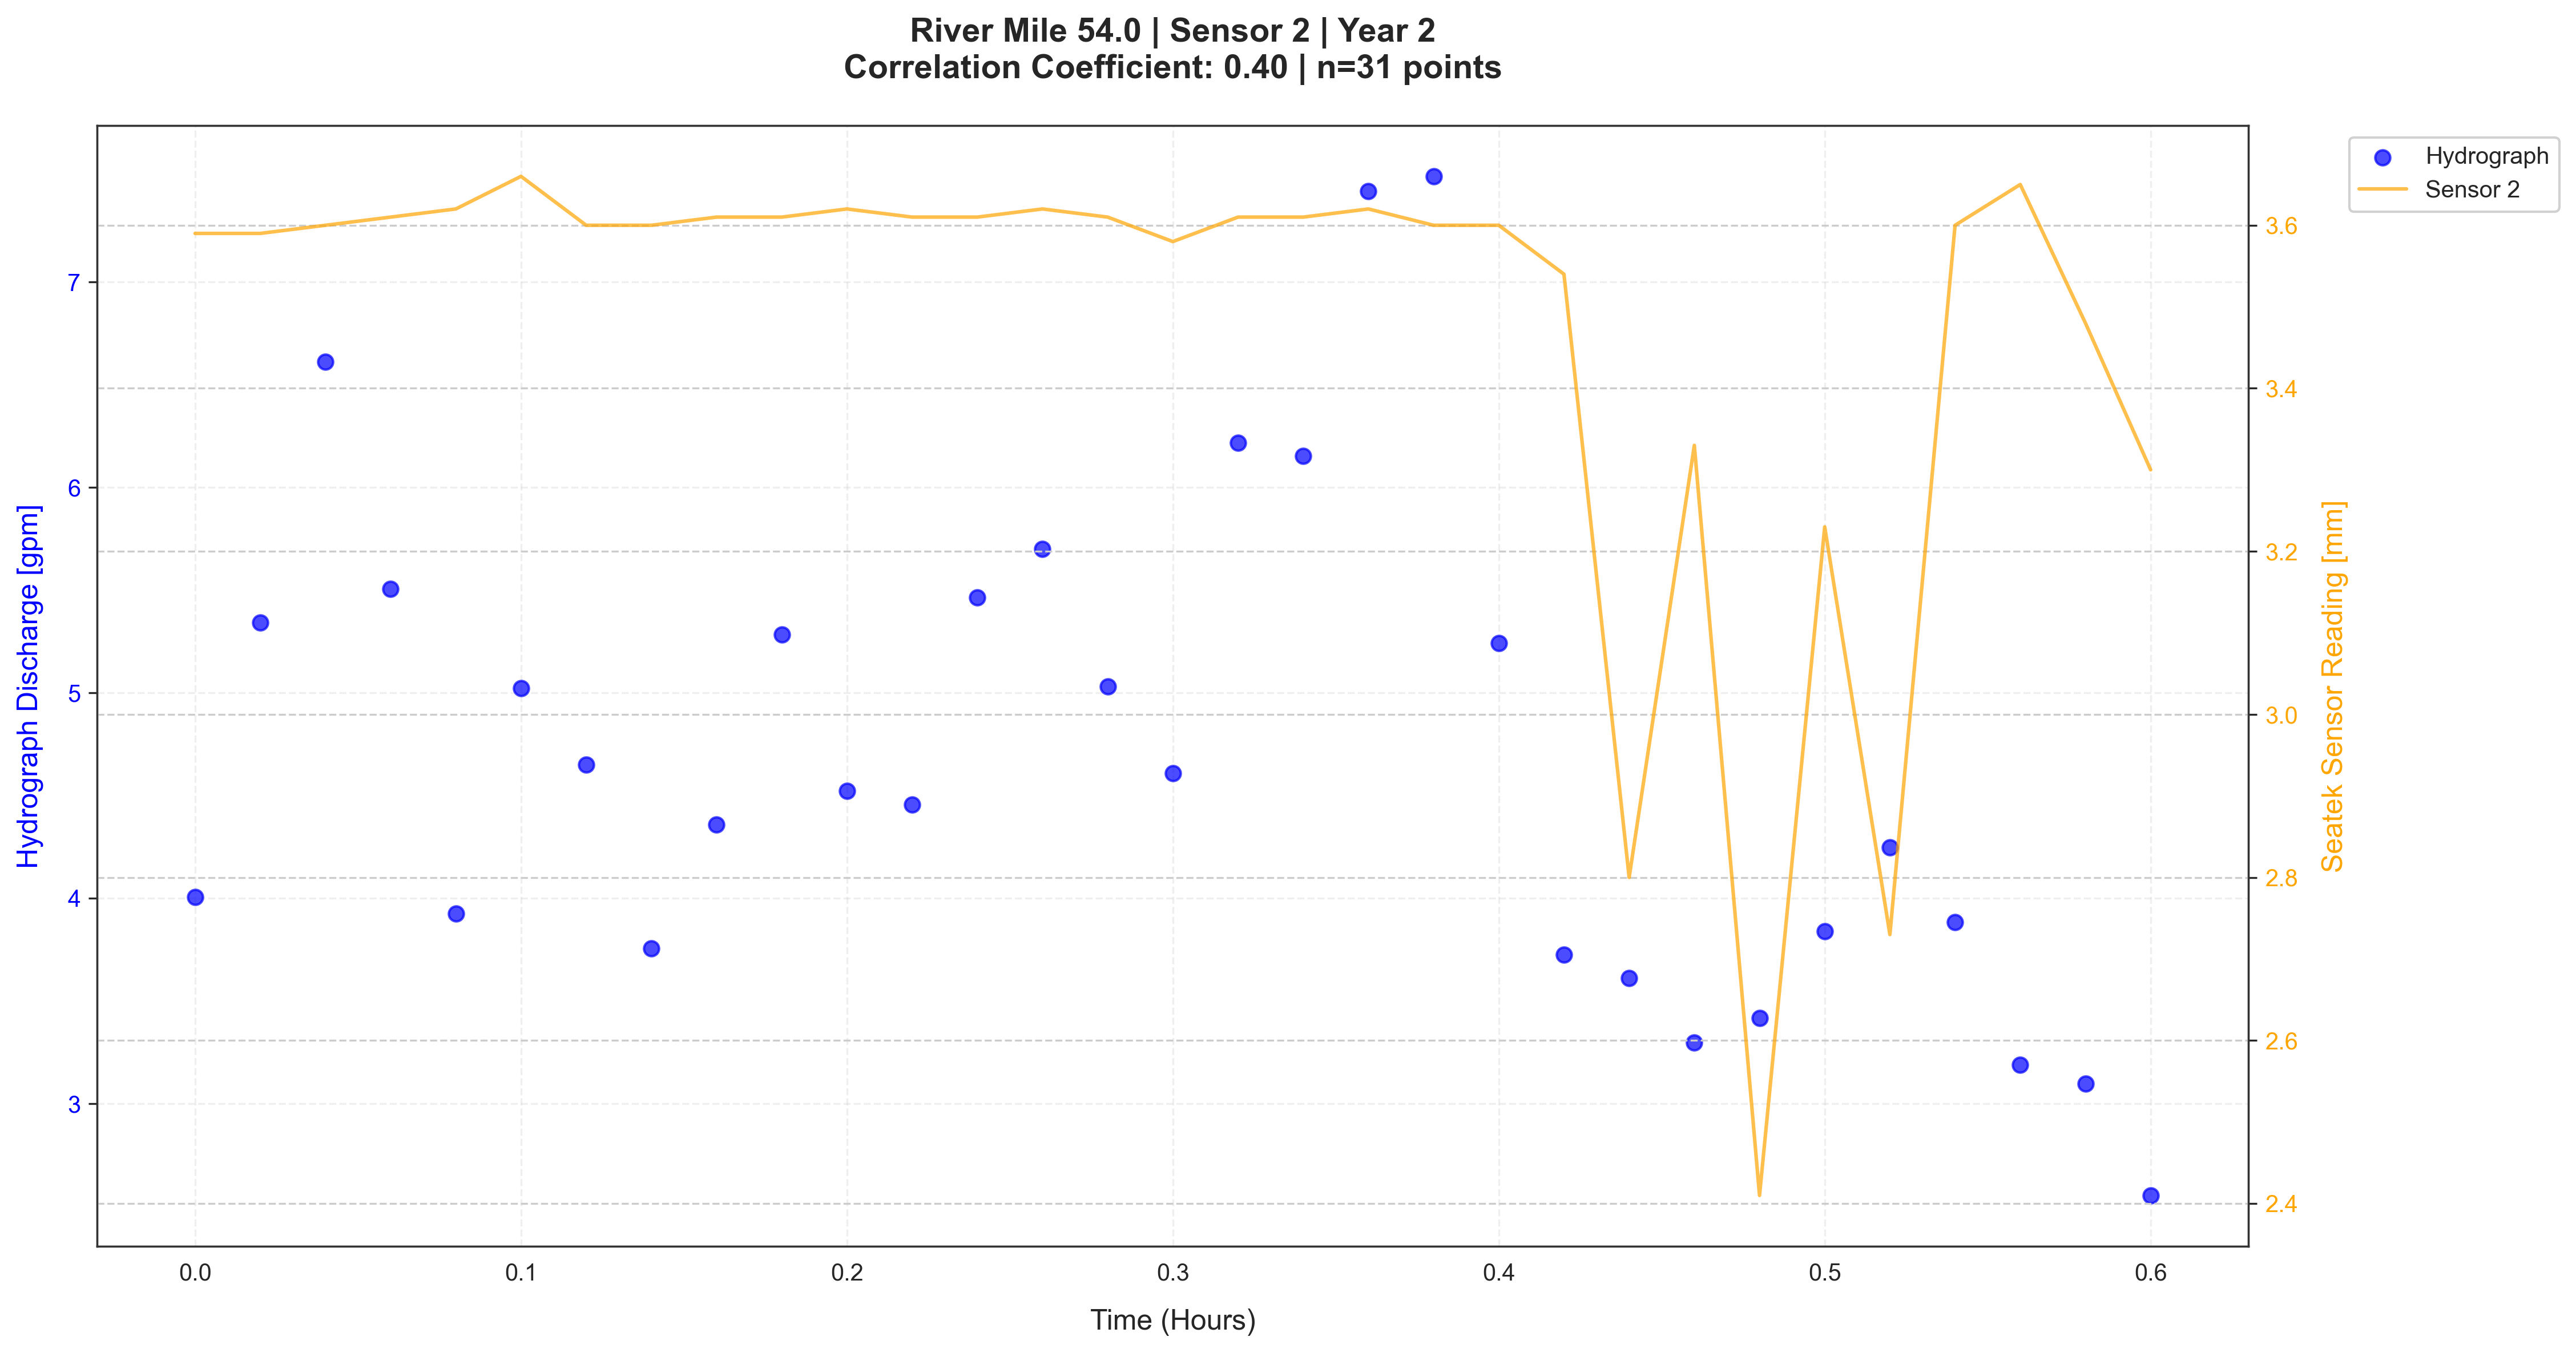 River Mile 54.0 | Sensor 2 | Year 2
Correlation Coefficient: 0.40 | n=31 points
Hydrograph
Sensor 2
Hydrograph Discharge [gpm]
7
6
5
4
3
3.6
3.4
3.2
3.0
2.8
2.6
2.4
Seatek Sensor Reading [mm]
0.0 0.1 0.2 0.3 0.4 0.5 0.6
Time (Hours)